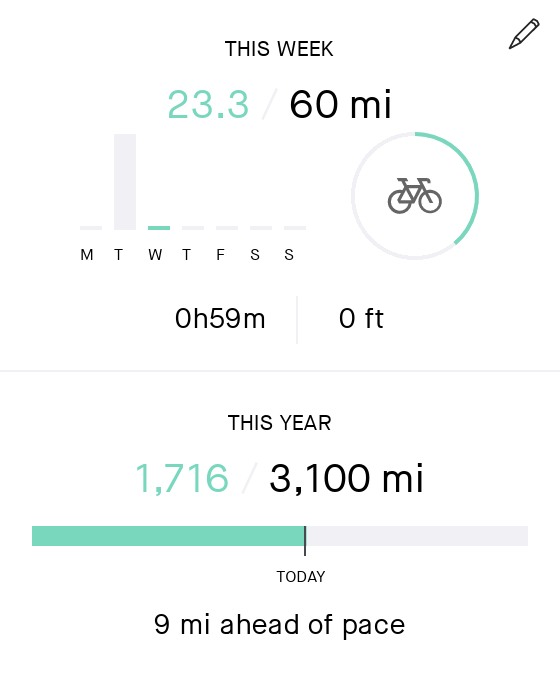 THIS WEEK
23.3 / 60 mi
M T W T F S S
0h59m 0 ft
THIS YEAR
1,716 / 3,100 mi
TODAY
9 mi ahead of pace